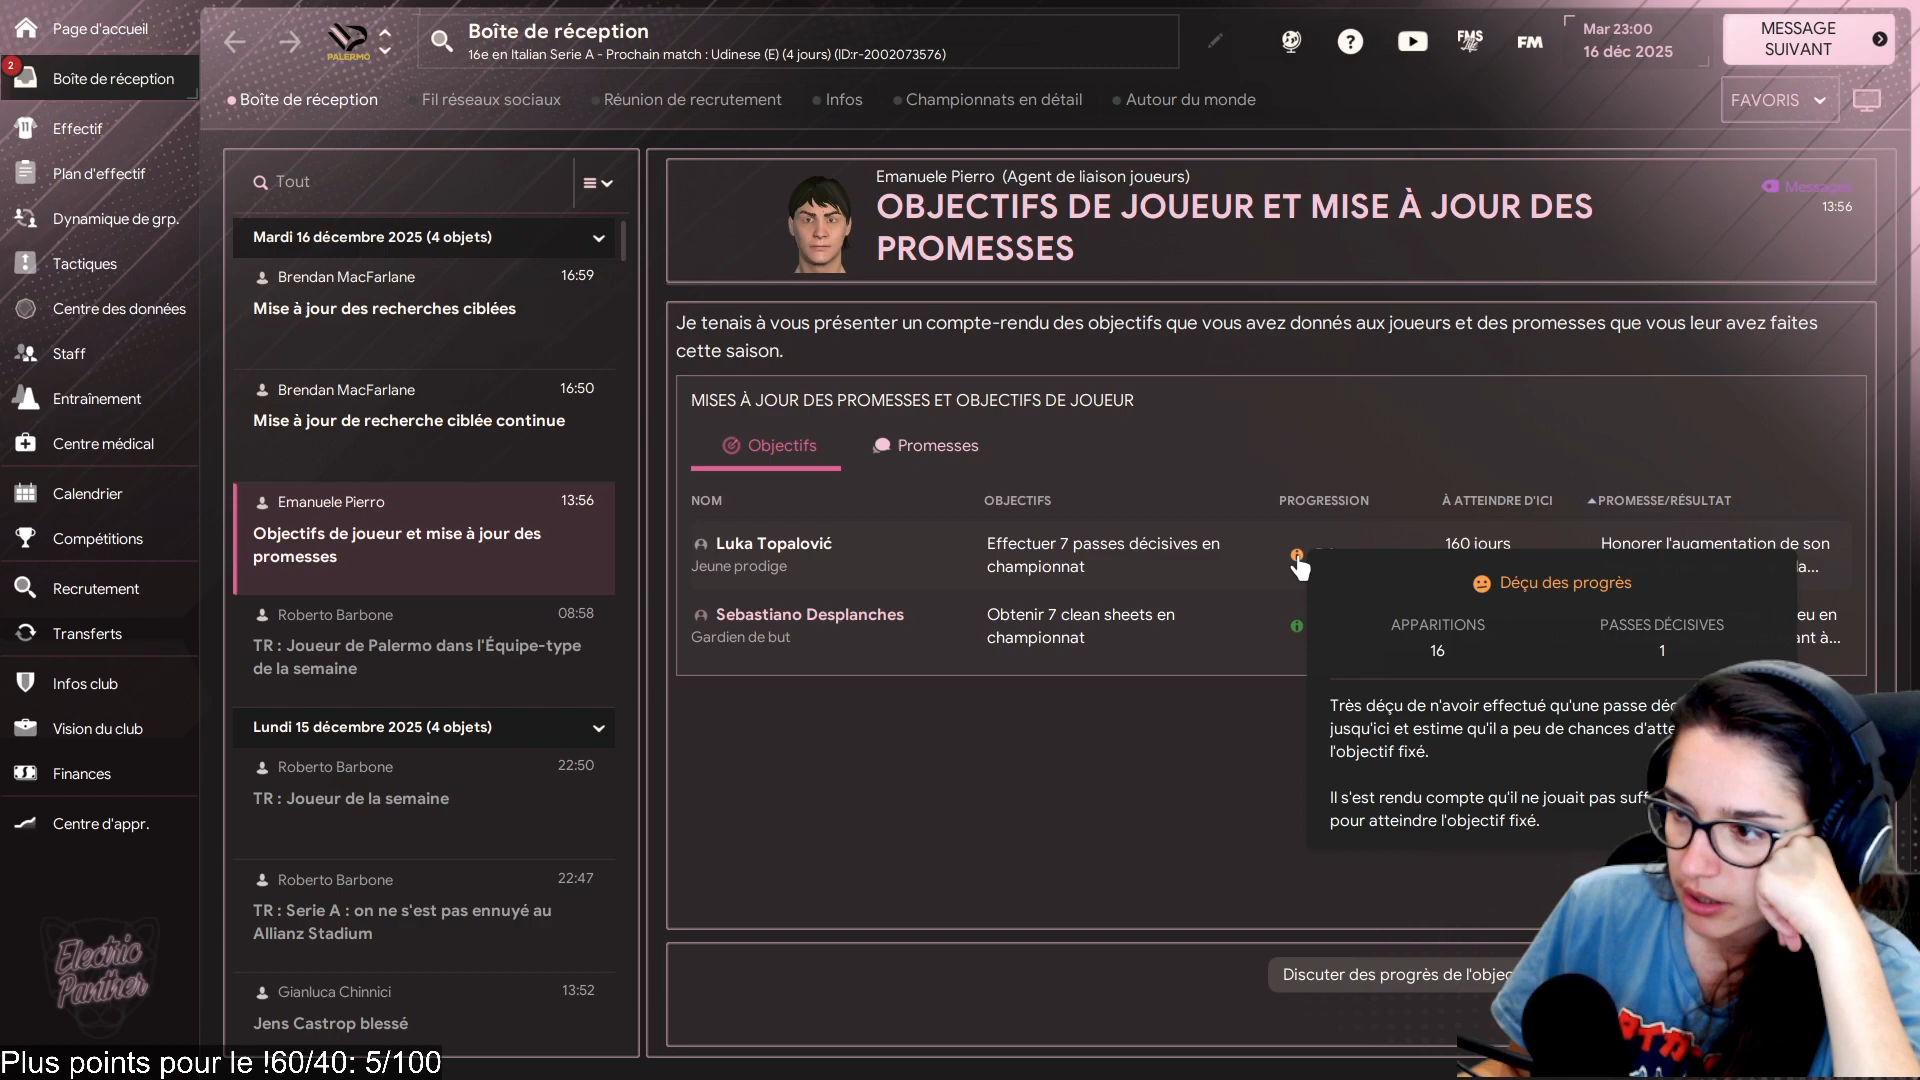 Page d'accueil
2
Boîte de réception
Effectif
Plan d'effectif
Dynamique de grp.
Tactiques
Centre des données
Staff
Entraînement
Centre médical
Calendrier
Compétitions
Recrutement
Transferts
Infos club
Vision du club
Finances
Centre d'appr.
Electric
Panther
PALERMO
Boîte de réception
16e en Italian Serie A - Prochain match : Udinese (E) (4 jours) (ID:r-2002073576)
FMS
FM
Mar 23:00
16 déc 2025
MESSAGE
SUIVANT
Boîte de réception
Fil réseaux sociaux
Réunion de recrutement
Infos
Championnats en détail
Autour du monde
FAVORIS
Tout
Mardi 16 décembre 2025 (4 objets)
Brendan MacFarlane 16:59
Mise à jour des recherches ciblées
Brendan MacFarlane 16:50
Mise à jour de recherche ciblée continue
Emanuele Pierro 13:56
Objectifs de joueur et mise à jour des
promesses
Roberto Barbone 08:58
TR : Joueur de Palermo dans l'Équipe-type
de la semaine
Lundi 15 décembre 2025 (4 objets)
Roberto Barbone 22:50
TR : Joueur de la semaine
Roberto Barbone 22:47
TR : Serie A : on ne s'est pas ennuyé au
Allianz Stadium
Gianluca Chinnici 13:52
Jens Castrop blessé
Emanuele Pierro (Agent de liaison joueurs)
OBJECTIFS DE JOUEUR ET MISE À JOUR DES
PROMESSES
Messages
13:56
Je tenais à vous présenter un compte-rendu des objectifs que vous avez donnés aux joueurs et des promesses que vous leur avez faites
cette saison.
MISES À JOUR DES PROMESSES ET OBJECTIFS DE JOUEUR
Objectifs
Promesses
NOM OBJECTIFS PROGRESSION À ATTEINDRE D'ICI PROMESSE/RÉSULTAT
Luka Topalović
Jeune prodige
Effectuer 7 passes décisives en
championnat
160 jours
Honorer l'augmentation de son
la...
Sebastiano Desplanches
Gardien de but
Obtenir 7 clean sheets en
championnat
eu en
nt à...
Déçu des progrès
APPARITIONS PASSES DÉCISIVES
16 1
Très déçu de n'avoir effectué qu'une passe déc
jusqu'ici et estime qu'il a peu de chances d'atte
l'objectif fixé.
Il s'est rendu compte qu'il ne jouait pas suff
pour atteindre l'objectif fixé.
Discuter des progrès de l'objec
Plus points pour le !60/40: 5/100